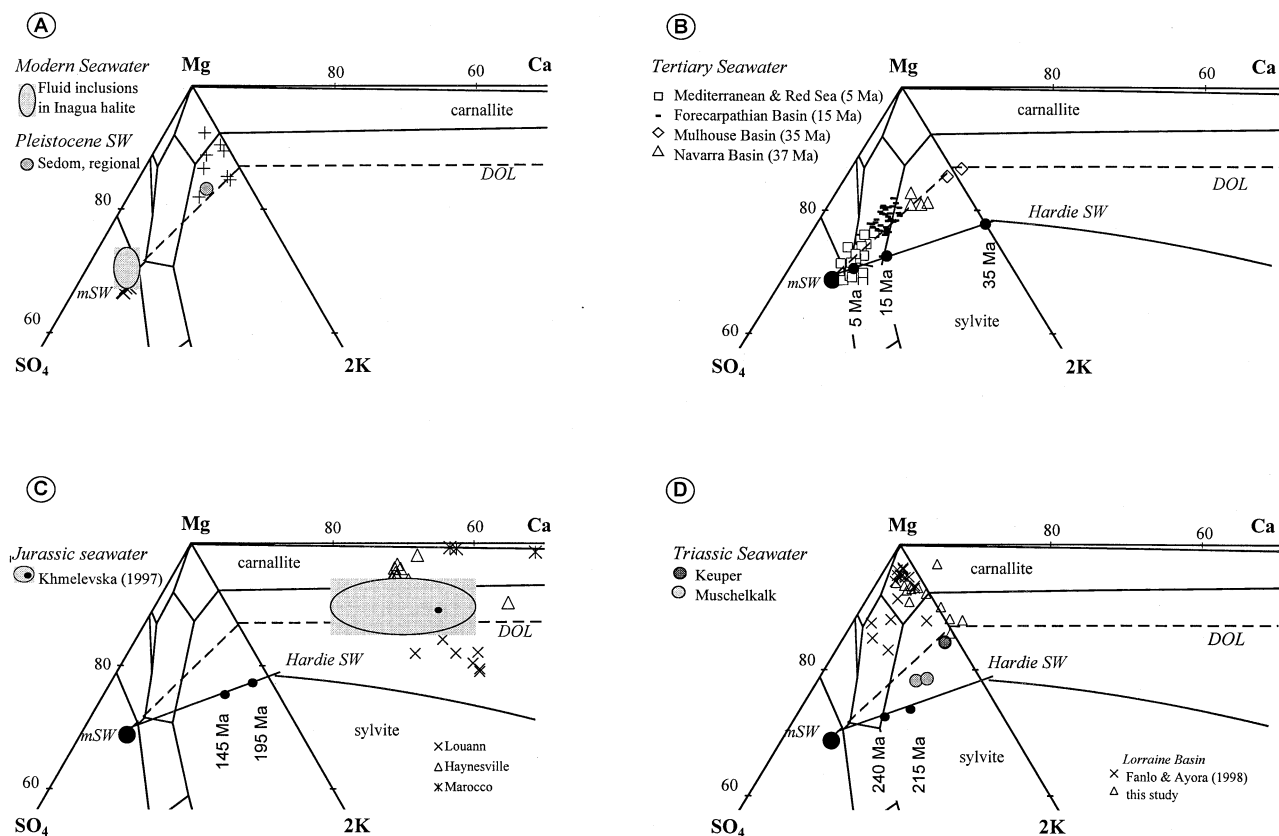 A
Modern Seawater
Fluid inclusions
in Inagua halite
Pleistocene SW
Sedom, regional
Mg
80
60
Ca
carnallite
DOL
80
mSW
60
SO4
2K
B
Tertiary Seawater
Mediterranean & Red Sea (5 Ma)
Forecarpathian Basin (15 Ma)
Mulhouse Basin (35 Ma)
Navarra Basin (37 Ma)
Mg
80
60
Ca
carnallite
DOL
80
Hardie SW
mSW
5 Ma
15 Ma
35 Ma
sylvite
60
SO4
2K
C
Jurassic seawater
Khmelevska (1997)
Mg
80
60
Ca
carnallite
DOL
80
Hardie SW
mSW
145 Ma
195 Ma
sylvite
60
Louann
Haynesville
Marocco
SO4
2K
D
Triassic Seawater
Keuper
Muschelkalk
Mg
80
60
Ca
carnallite
DOL
80
Hardie SW
mSW
240 Ma
215 Ma
sylvite
60
Lorraine Basin
Fanlo & Ayora (1998)
this study
SO4
2K